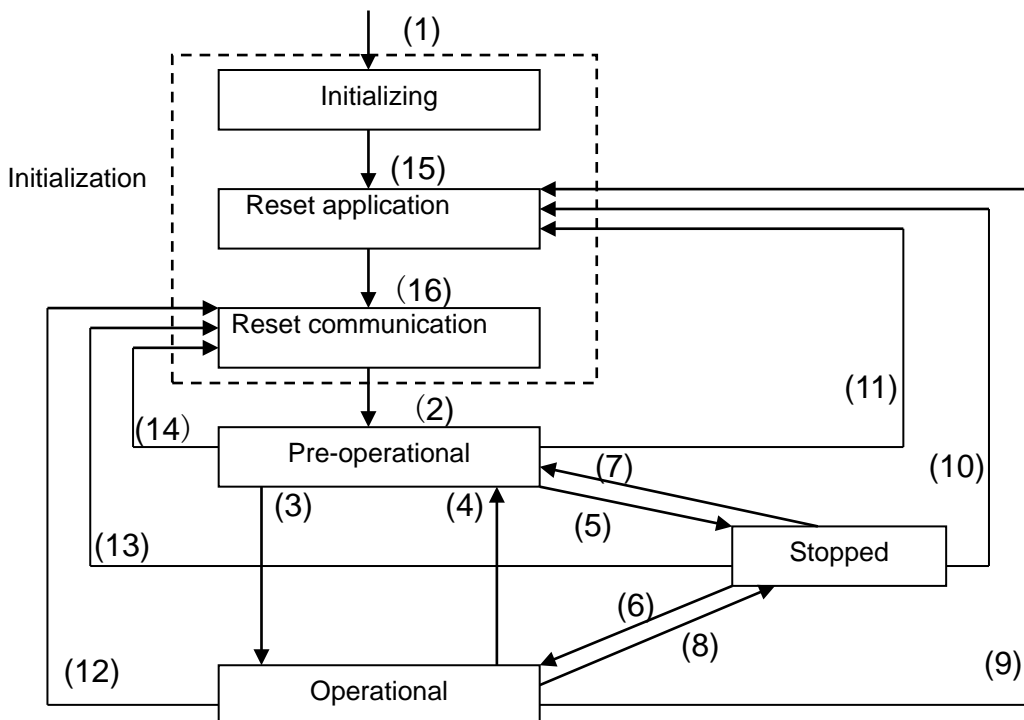 (1)
Initializing
Initialization
(15)
Reset application
（16)
Reset communication
（2)
(11)
(14）
Pre-operational
(7)
(10)
(3)
(4)
(5)
(13)
Stopped
(6)
(8)
(12)
(9)
Operational